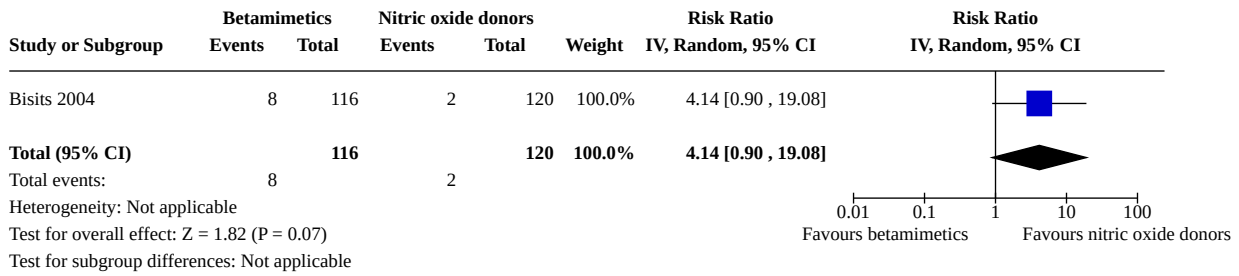 Betamimetics Nitric oxide donors Risk Ratio Risk Ratio
Study or Subgroup Events Total Events Total Weight IV, Random, 95% CI IV, Random, 95% CI
Bisits 2004 8 116 2 120 100.0% 4.14 [0.90 , 19.08]
Total (95% CI) 116 120 100.0% 4.14 [0.90 , 19.08]
Total events: 8 2
Heterogeneity: Not applicable 0.01 0.1 1 10 100
Test for overall effect: Z = 1.82 (P = 0.07) Favours betamimetics Favours nitric oxide donors
Test for subgroup differences: Not applicable